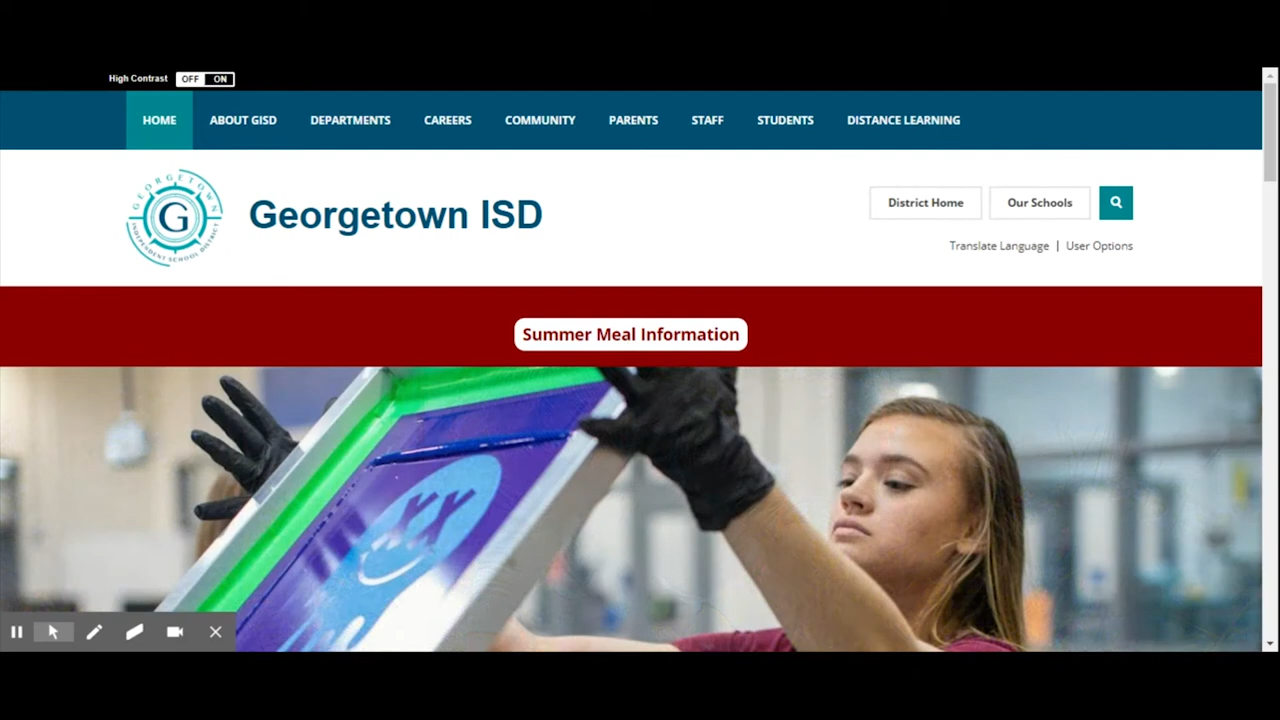 High Contrast OFF ON
HOME ABOUT GISD DEPARTMENTS CAREERS COMMUNITY PARENTS STAFF STUDENTS DISTANCE LEARNING
GEORGETOWN
G
INDEPENDENT SCHOOL DISTRICT
Georgetown ISD
District Home Our Schools
Translate Language | User Options
Summer Meal Information